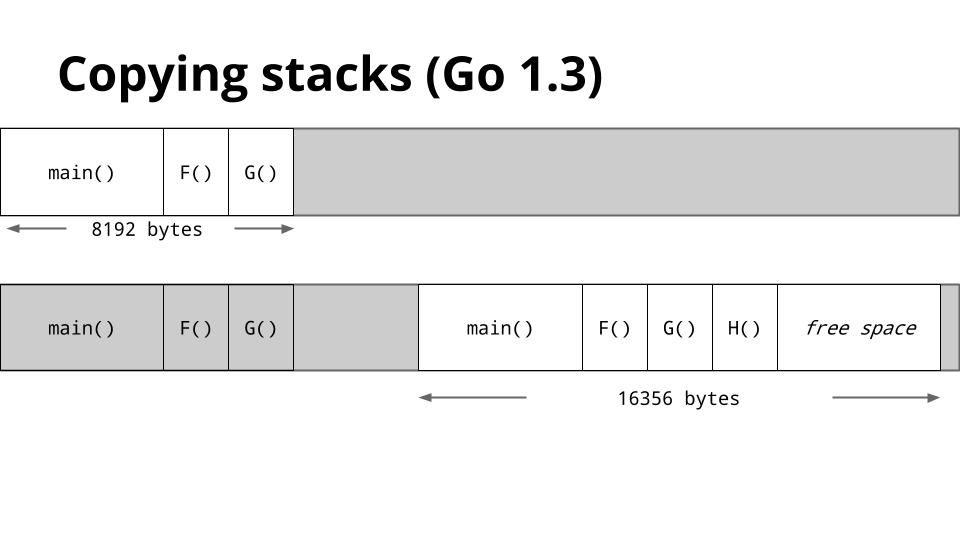 Copying stacks (Go 1.3)
main() F() G()
8192 bytes
main() F() G() main() F() G() H() free space
16356 bytes